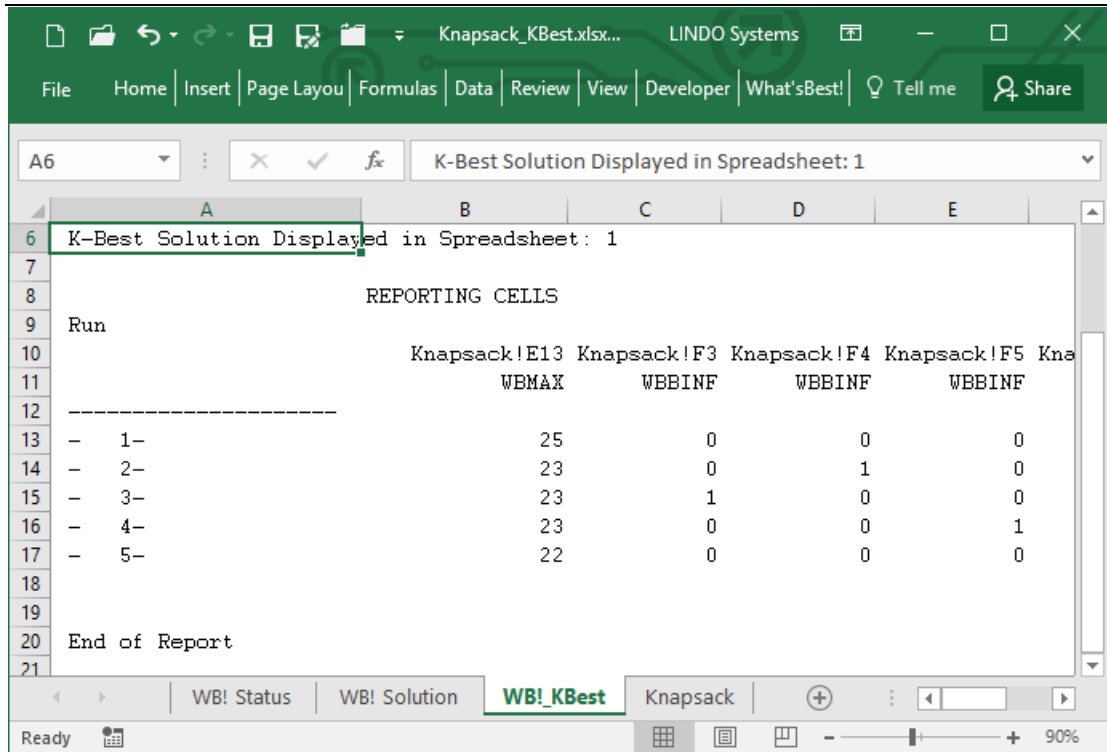 Knapsack_KBest.xlsx... LINDO Systems
File Home Insert Page Layou Formulas Data Review View Developer What'sBest! Tell me Share
A6 fx K-Best Solution Displayed in Spreadsheet: 1
A B C D E
6 K-Best Solution Displayed in Spreadsheet: 1
7
8 REPORTING CELLS
9 Run
10 Knapsack!E13 Knapsack!F3 Knapsack!F4 Knapsack!F5 Kna
11 WBMAX WBBINF WBBINF WBBINF
12 ---------------------
13 - 1- 25 0 0 0
14 - 2- 23 0 1 0
15 - 3- 23 1 0 0
16 - 4- 23 0 0 1
17 - 5- 22 0 0 0
18
19
20 End of Report
21
WB! Status WB! Solution WB!_KBest Knapsack
Ready 90%